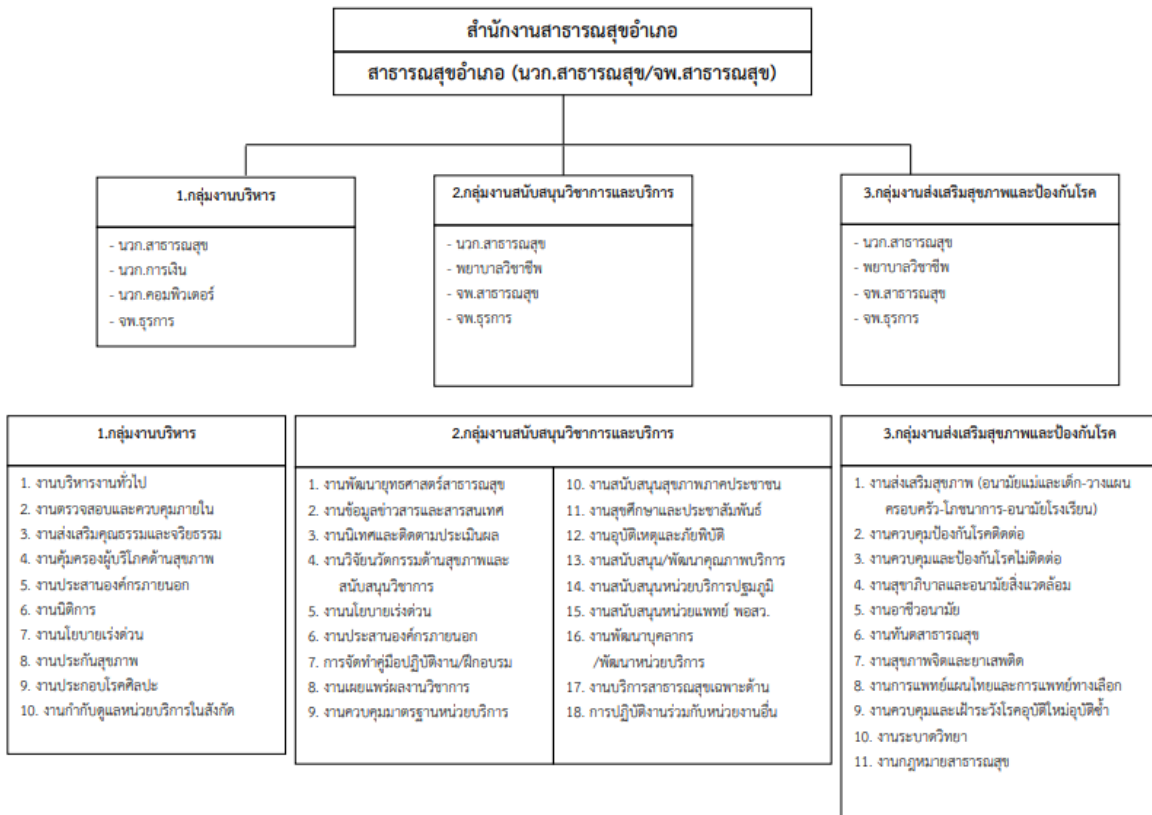 สำนักงานสาธารณสุขอำเภอ
สาธารณสุขอำเภอ (นวก.สาธารณสุข/จพ.สาธารณสุข)
1.กลุ่มงานบริหาร
- นวก.สาธารณสุข
- นวก.การเงิน
- นวก.คอมพิวเตอร์
- จพ.ธุรการ
2.กลุ่มงานสนับสนุนวิชาการและบริการ
- นวก.สาธารณสุข
- พยาบาลวิชาชีพ
- จพ.สาธารณสุข
- จพ.ธุรการ
3.กลุ่มงานส่งเสริมสุขภาพและป้องกันโรค
- นวก.สาธารณสุข
- พยาบาลวิชาชีพ
- จพ.สาธารณสุข
- จพ.ธุรการ
1.กลุ่มงานบริหาร
1. งานบริหารงานทั่วไป
2. งานตรวจสอบและควบคุมภายใน
3. งานส่งเสริมคุณธรรมและจริยธรรม
4. งานคุ้มครองผู้บริโภคด้านสุขภาพ
5. งานประสานองค์กรภายนอก
6. งานนิติการ
7. งานนโยบายเร่งด่วน
8. งานประกันสุขภาพ
9. งานประกอบโรคศิลปะ
10. งานกำกับดูแลหน่วยบริการในสังกัด
2.กลุ่มงานสนับสนุนวิชาการและบริการ
1. งานพัฒนายุทธศาสตร์สาธารณสุข
2. งานข้อมูลข่าวสารและสารสนเทศ
3. งานนิเทศและติดตามประเมินผล
4. งานวิจัยนวัตกรรมด้านสุขภาพและ
สนับสนุนวิชาการ
5. งานนโยบายเร่งด่วน
6. งานประสานองค์กรภายนอก
7. การจัดทำคู่มือปฏิบัติงาน/ฝึกอบรม
8. งานเผยแพร่ผลงานวิชาการ
9. งานควบคุมมาตรฐานหน่วยบริการ
10. งานสนับสนุนสุขภาพภาคประชาชน
11. งานสุขศึกษาและประชาสัมพันธ์
12. งานอุบัติเหตุและภัยพิบัติ
13. งานสนับสนุน/พัฒนาคุณภาพบริการ
14. งานสนับสนุนหน่วยบริการปฐมภูมิ
15. งานสนับสนุนหน่วยแพทย์ พอสว.
16. งานพัฒนาบุคลากร
/พัฒนาหน่วยบริการ
17. งานบริการสาธารณสุขเฉพาะด้าน
18. การปฏิบัติงานร่วมกับหน่วยงานอื่น
3.กลุ่มงานส่งเสริมสุขภาพและป้องกันโรค
1. งานส่งเสริมสุขภาพ (อนามัยแม่และเด็ก-วางแผน
ครอบครัว-โภชนาการ-อนามัยโรงเรียน)
2. งานควบคุมป้องกันโรคติดต่อ
3. งานควบคุมและป้องกันโรคไม่ติดต่อ
4. งานสุขาภิบาลและอนามัยสิ่งแวดล้อม
5. งานอาชีวอนามัย
6. งานทันตสาธารณสุข
7. งานสุขภาพจิตและยาเสพติด
8. งานการแพทย์แผนไทยและการแพทย์ทางเลือก
9. งานควบคุมและเฝ้าระวังโรคอุบัติใหม่อุบัติซ้ำ
10. งานระบาดวิทยา
11. งานกฎหมายสาธารณสุข